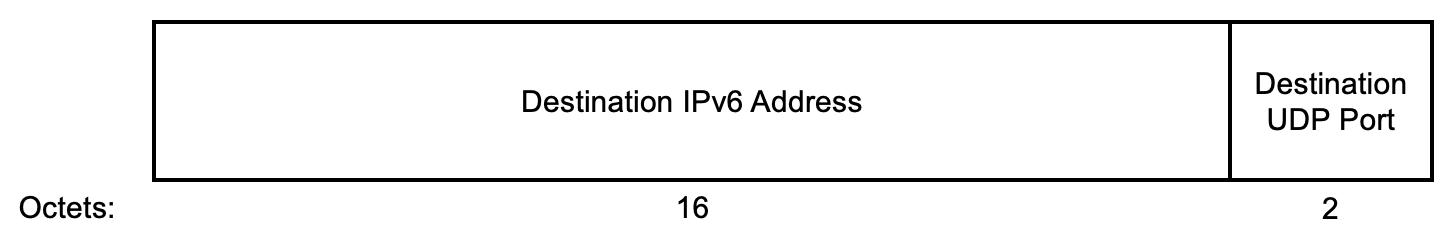 Destination IPv6 Address
Destination
UDP Port
Octets:
16
2